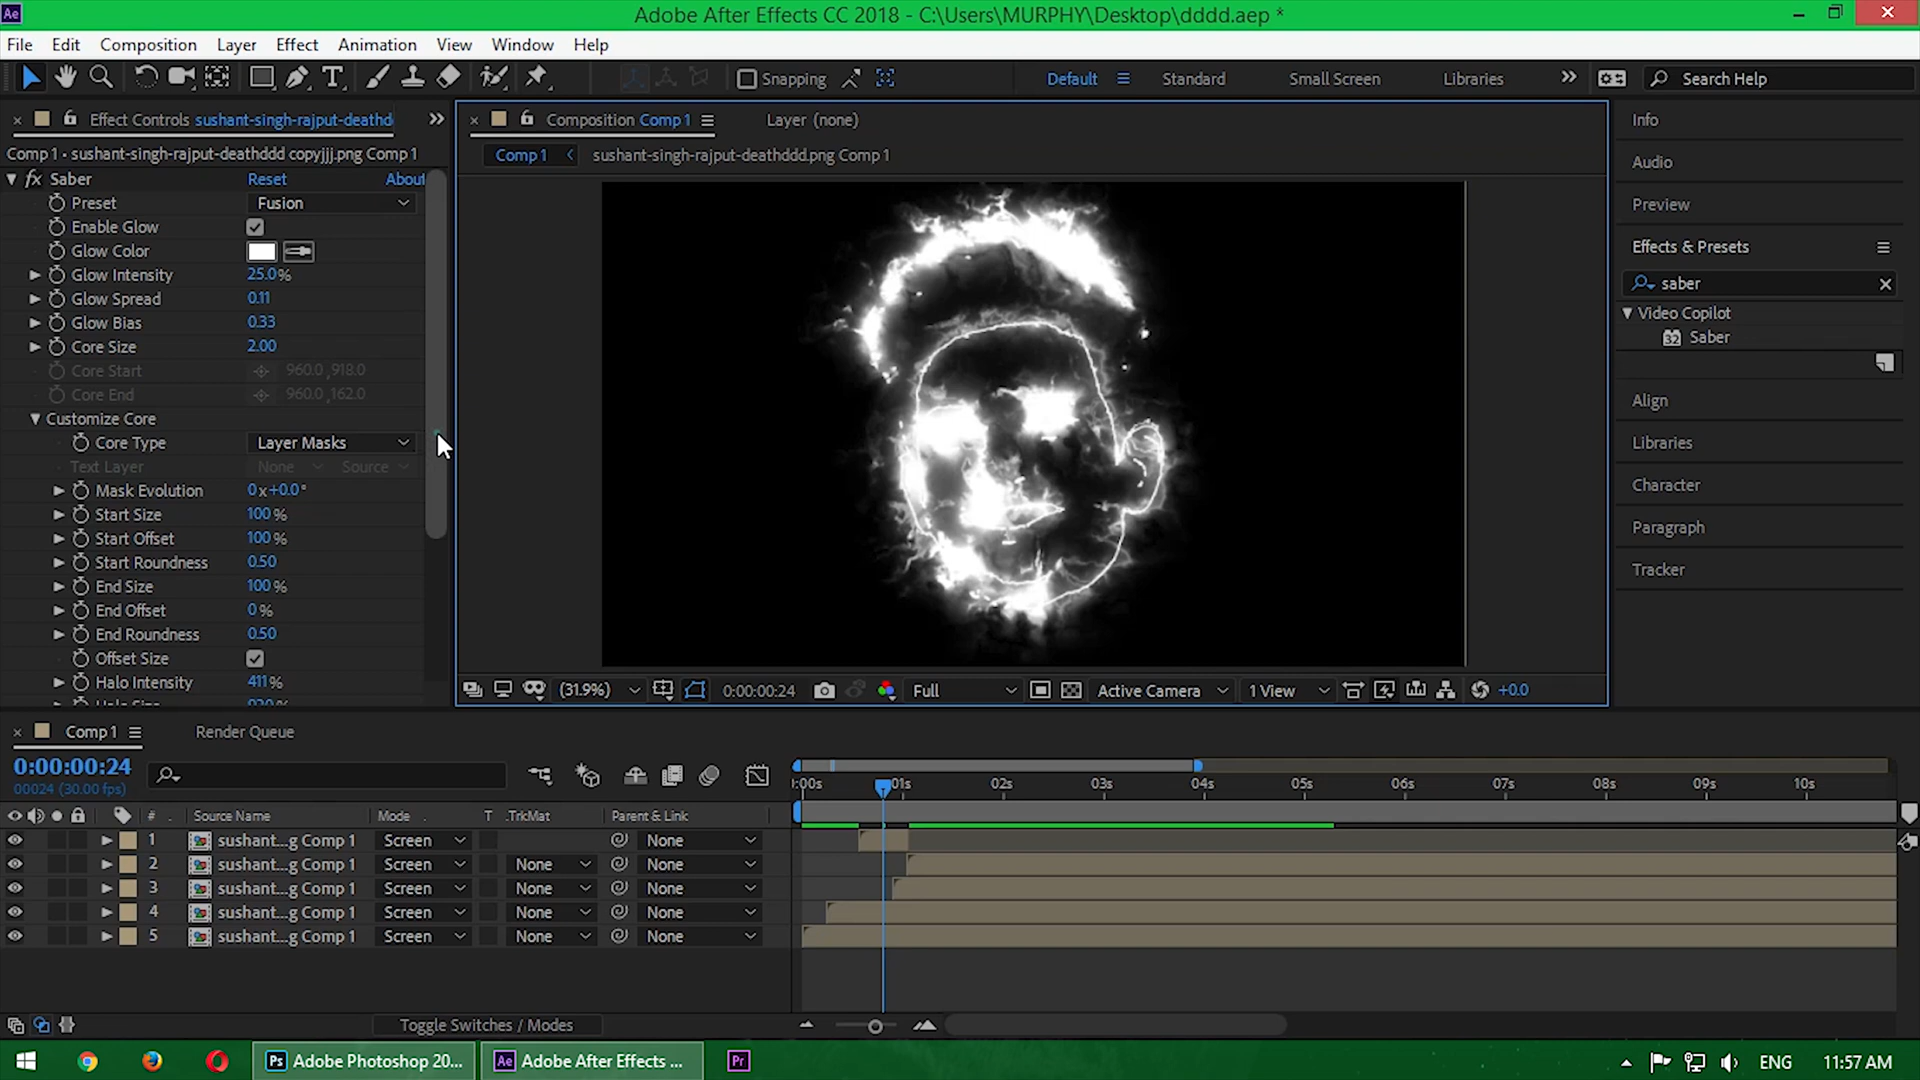 Ae
Adobe After Effects CC 2018 - C:\Users\MURPHY\Desktop\dddd.aep *
File Edit Composition Layer Effect Animation View Window Help
Snapping Default Standard Small Screen Libraries Search Help
Effect Controls sushant-singh-rajput-deathd
Comp 1 • sushant-singh-rajput-deathddd copyjjj.png Comp 1
fx Saber Reset About
Preset Fusion
Enable Glow
Glow Color
Glow Intensity 25.0%
Glow Spread 0.11
Glow Bias 0.33
Core Size 2.00
Core Start 960.0,918.0
Core End 960.0,162.0
Customize Core
Core Type Layer Masks
Text Layer None Source
Mask Evolution 0x+0.0°
Start Size 100%
Start Offset 100%
Start Roundness 0.50
End Size 100%
End Offset 0%
End Roundness 0.50
Offset Size
Halo Intensity 411%
Composition Comp 1 Layer (none)
Comp 1 sushant-singh-rajput-deathddd.png Comp 1
(31.9%) 0:00:00:24 Full Active Camera 1 View +0.0
Info
Audio
Preview
Effects & Presets
saber
Video Copilot
32 Saber
Align
Libraries
Character
Paragraph
Tracker
Comp 1 Render Queue
0:00:00:24
00024 (30.00 fps)
:00s 01s 02s 03s 04s 05s 06s 07s 08s 09s 10s
# Source Name Mode T .TrkMat Parent & Link
1 sushant...g Comp 1 Screen None
2 sushant...g Comp 1 Screen None None
3 sushant...g Comp 1 Screen None None
4 sushant...g Comp 1 Screen None None
5 sushant...g Comp 1 Screen None None
Toggle Switches / Modes
Ps Adobe Photoshop 20... Ae Adobe After Effects ... Pr ENG 11:57 AM